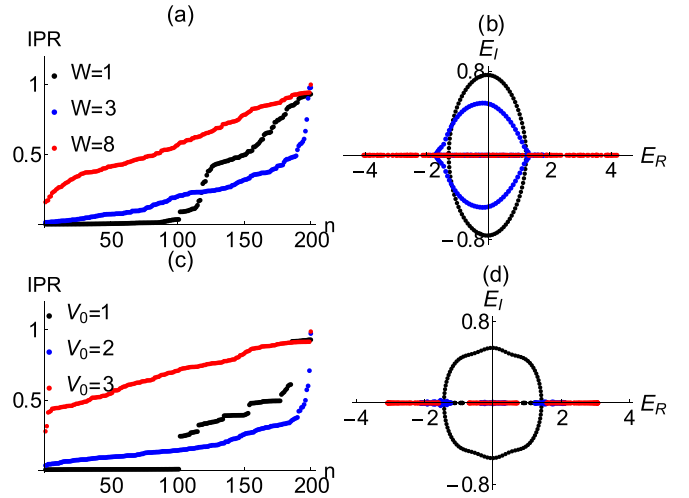 (a)
IPR
1
0.5
W=1
W=3
W=8
50
100
150
200
n
(b)
E_I
0.8
−4
−2
2
4
E_R
−0.8
(c)
IPR
1
0.5
V_0=1
V_0=2
V_0=3
50
100
150
200
n
(d)
E_I
0.8
−4
−2
2
4
E_R
−0.8